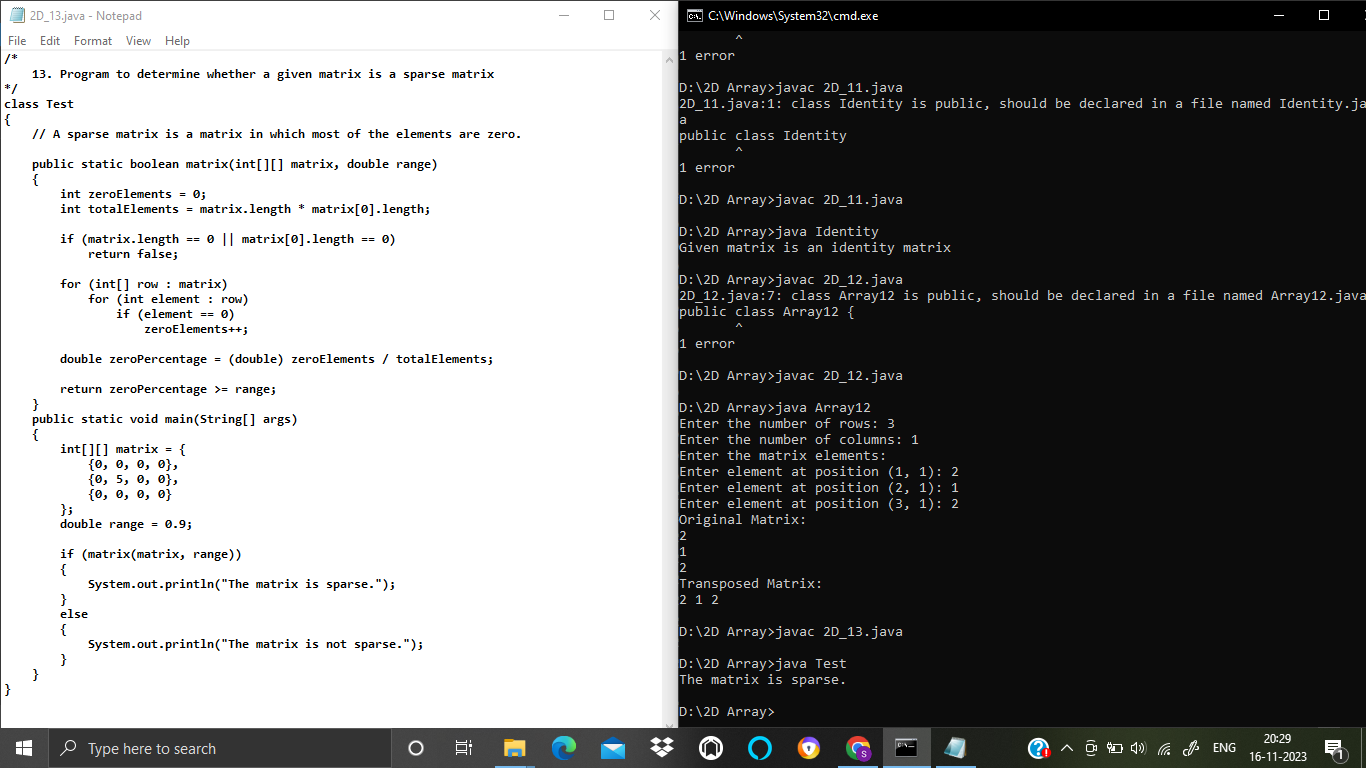 2D_13.java - Notepad
File Edit Format View Help
/*
    13. Program to determine whether a given matrix is a sparse matrix
*/
class Test
{
    // A sparse matrix is a matrix in which most of the elements are zero.
    public static boolean matrix(int[][] matrix, double range)
    {
        int zeroElements = 0;
        int totalElements = matrix.length * matrix[0].length;
        if (matrix.length == 0 || matrix[0].length == 0)
            return false;
        for (int[] row : matrix)
            for (int element : row)
                if (element == 0)
                    zeroElements++;
        double zeroPercentage = (double) zeroElements / totalElements;
        return zeroPercentage >= range;
    }
    public static void main(String[] args)
    {
        int[][] matrix = {
            {0, 0, 0, 0},
            {0, 5, 0, 0},
            {0, 0, 0, 0}
        };
        double range = 0.9;
        if (matrix(matrix, range))
        {
            System.out.println("The matrix is sparse.");
        }
        else
        {
            System.out.println("The matrix is not sparse.");
        }
    }
}
C:\Windows\System32\cmd.exe
       ^
1 error
D:\2D Array>javac 2D_11.java
2D_11.java:1: class Identity is public, should be declared in a file named Identity.ja
a
public class Identity
       ^
1 error
D:\2D Array>javac 2D_11.java
D:\2D Array>java Identity
Given matrix is an identity matrix
D:\2D Array>javac 2D_12.java
2D_12.java:7: class Array12 is public, should be declared in a file named Array12.java
public class Array12 {
       ^
1 error
D:\2D Array>javac 2D_12.java
D:\2D Array>java Array12
Enter the number of rows: 3
Enter the number of columns: 1
Enter the matrix elements:
Enter element at position (1, 1): 2
Enter element at position (2, 1): 1
Enter element at position (3, 1): 2
Original Matrix:
2
1
2
Transposed Matrix:
2 1 2
D:\2D Array>javac 2D_13.java
D:\2D Array>java Test
The matrix is sparse.
D:\2D Array>
Type here to search
ENG
20:29
16-11-2023
1